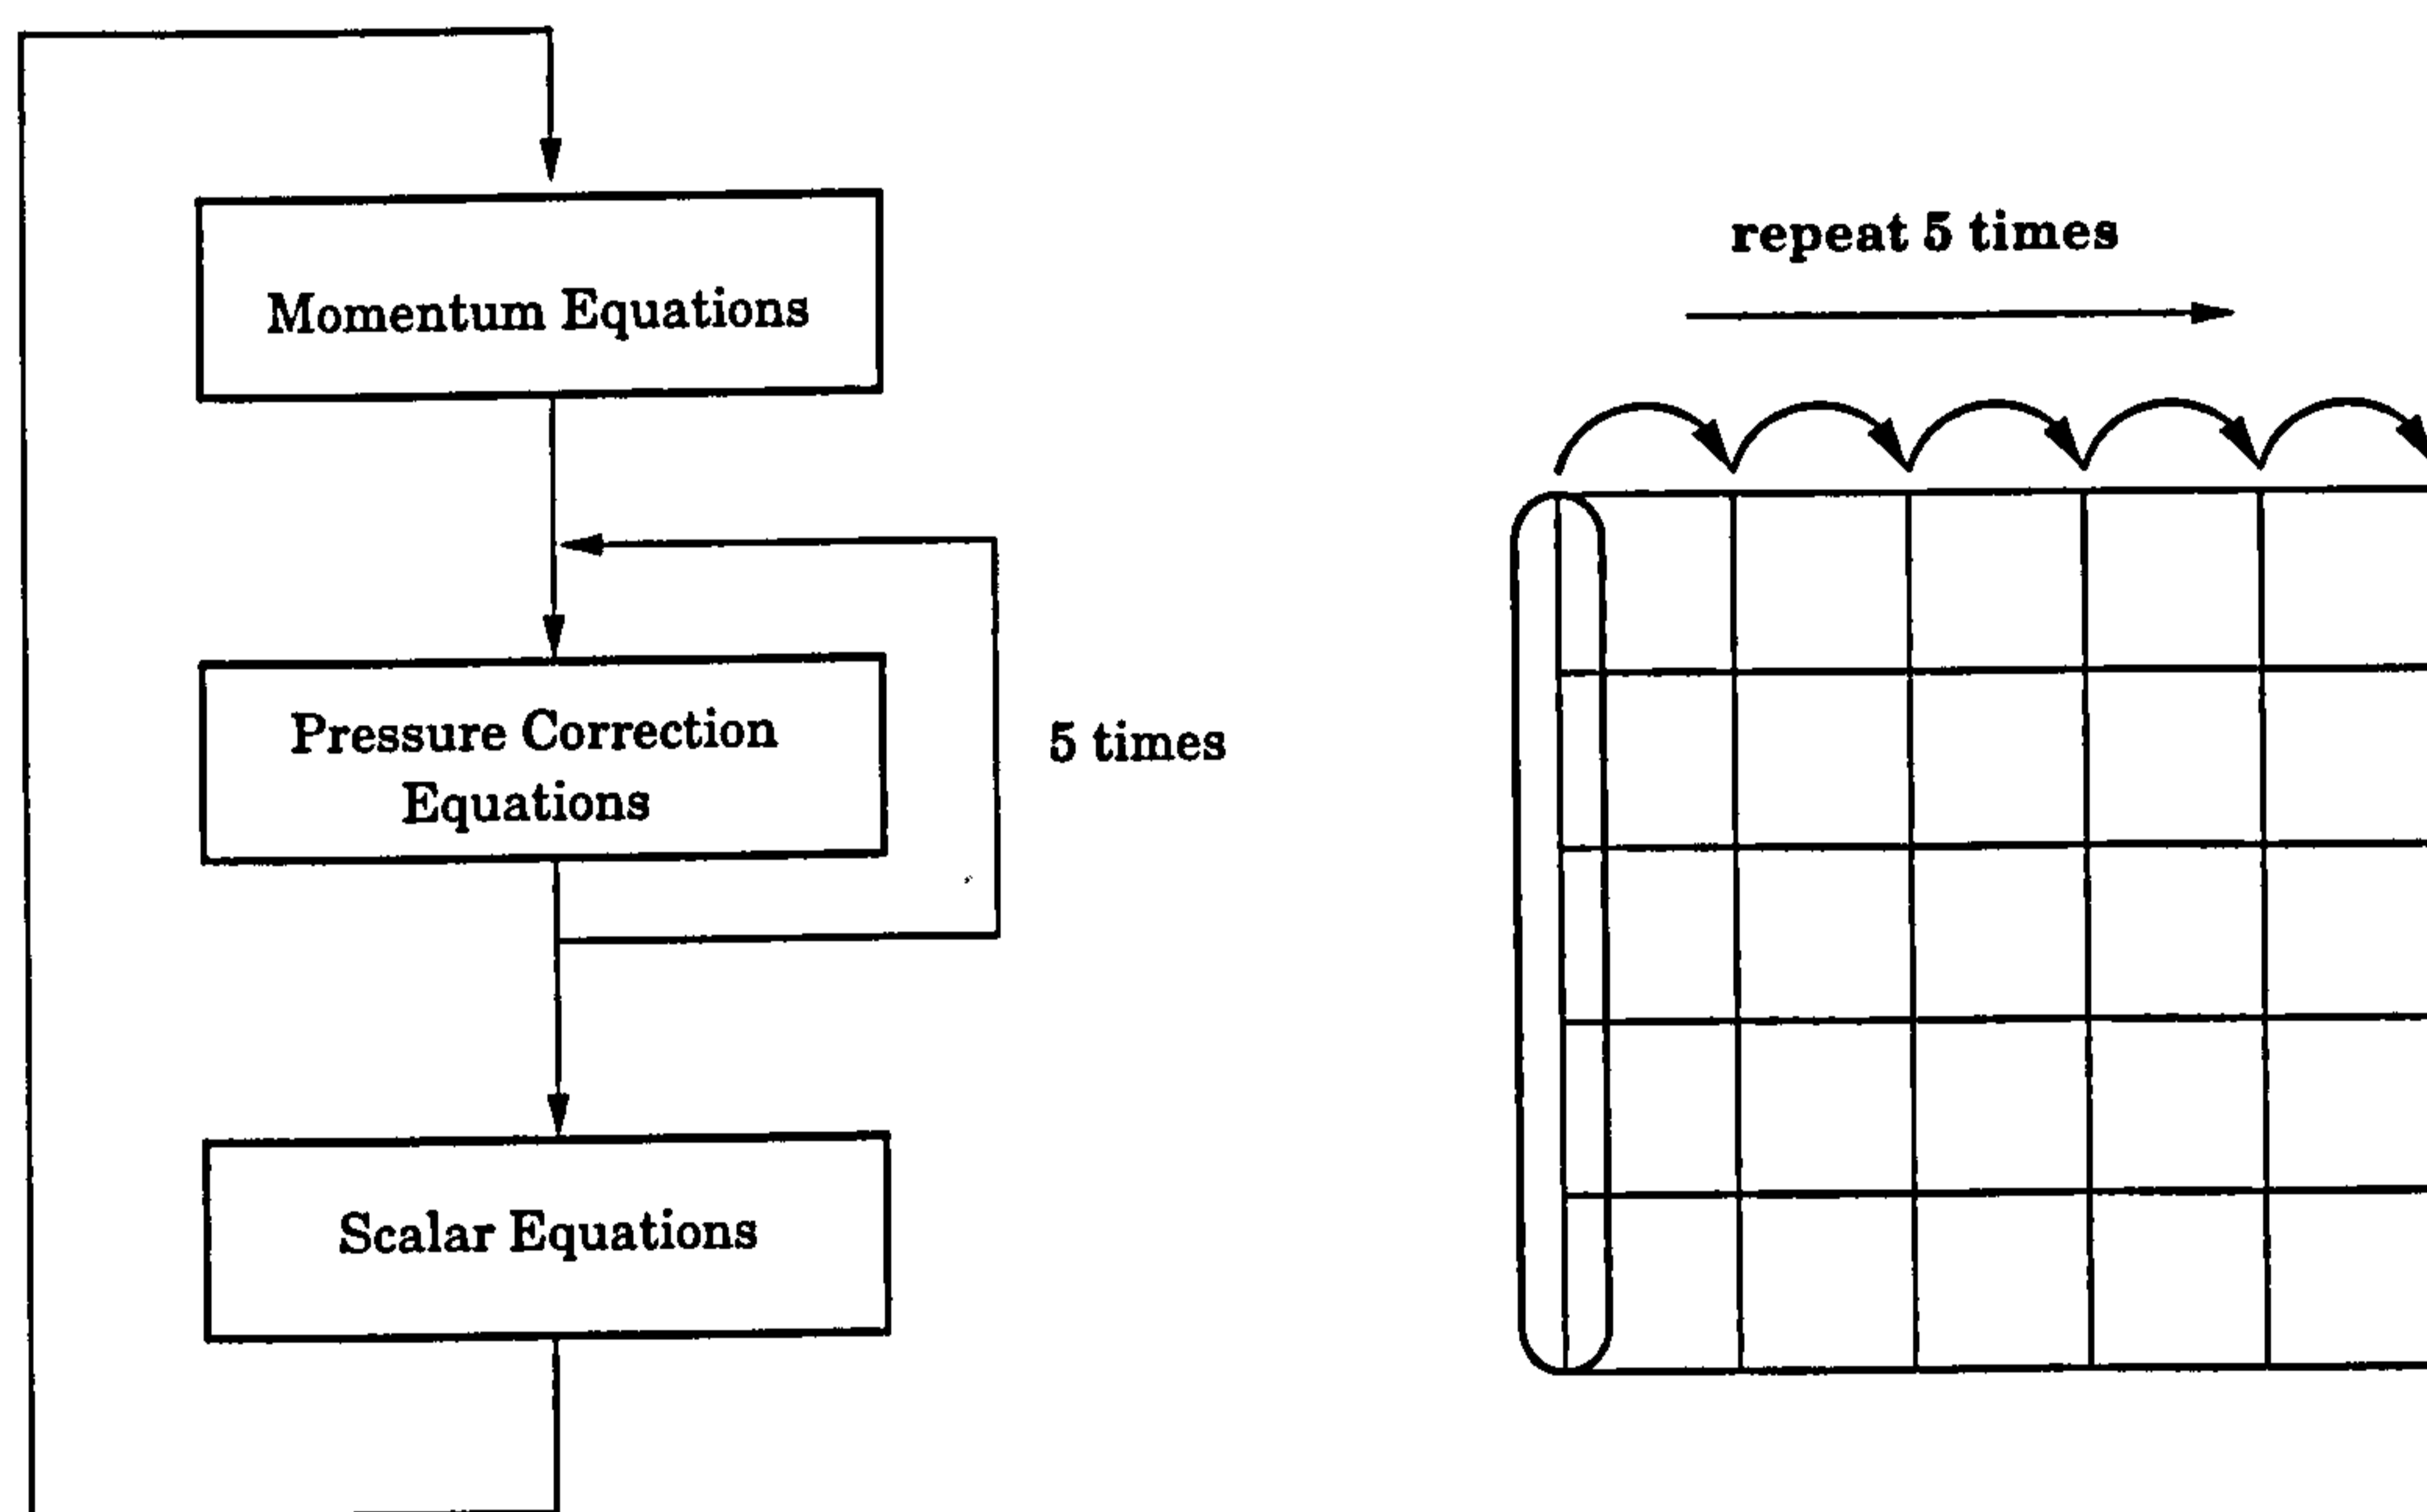 Momentum Equations
repeat 5 times
Pressure Correction
Equations
5 times
Scalar Equations